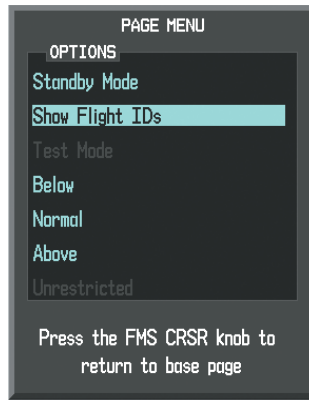 PAGE MENU
OPTIONS
Standby Mode
Show Flight IDs
Test Mode
Below
Normal
Above
Unrestricted
Press the FMS CRSR knob to
return to base page